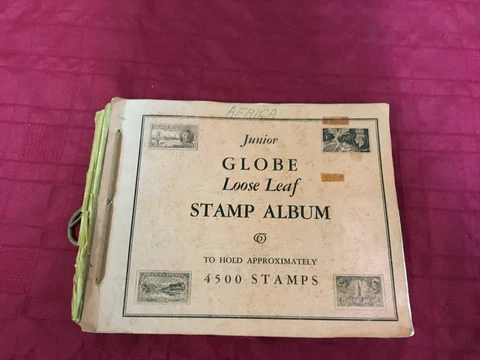 AFRICA
Junior
GLOBE
Loose Leaf
STAMP ALBUM
TO HOLD APPROXIMATELY
4500 STAMPS